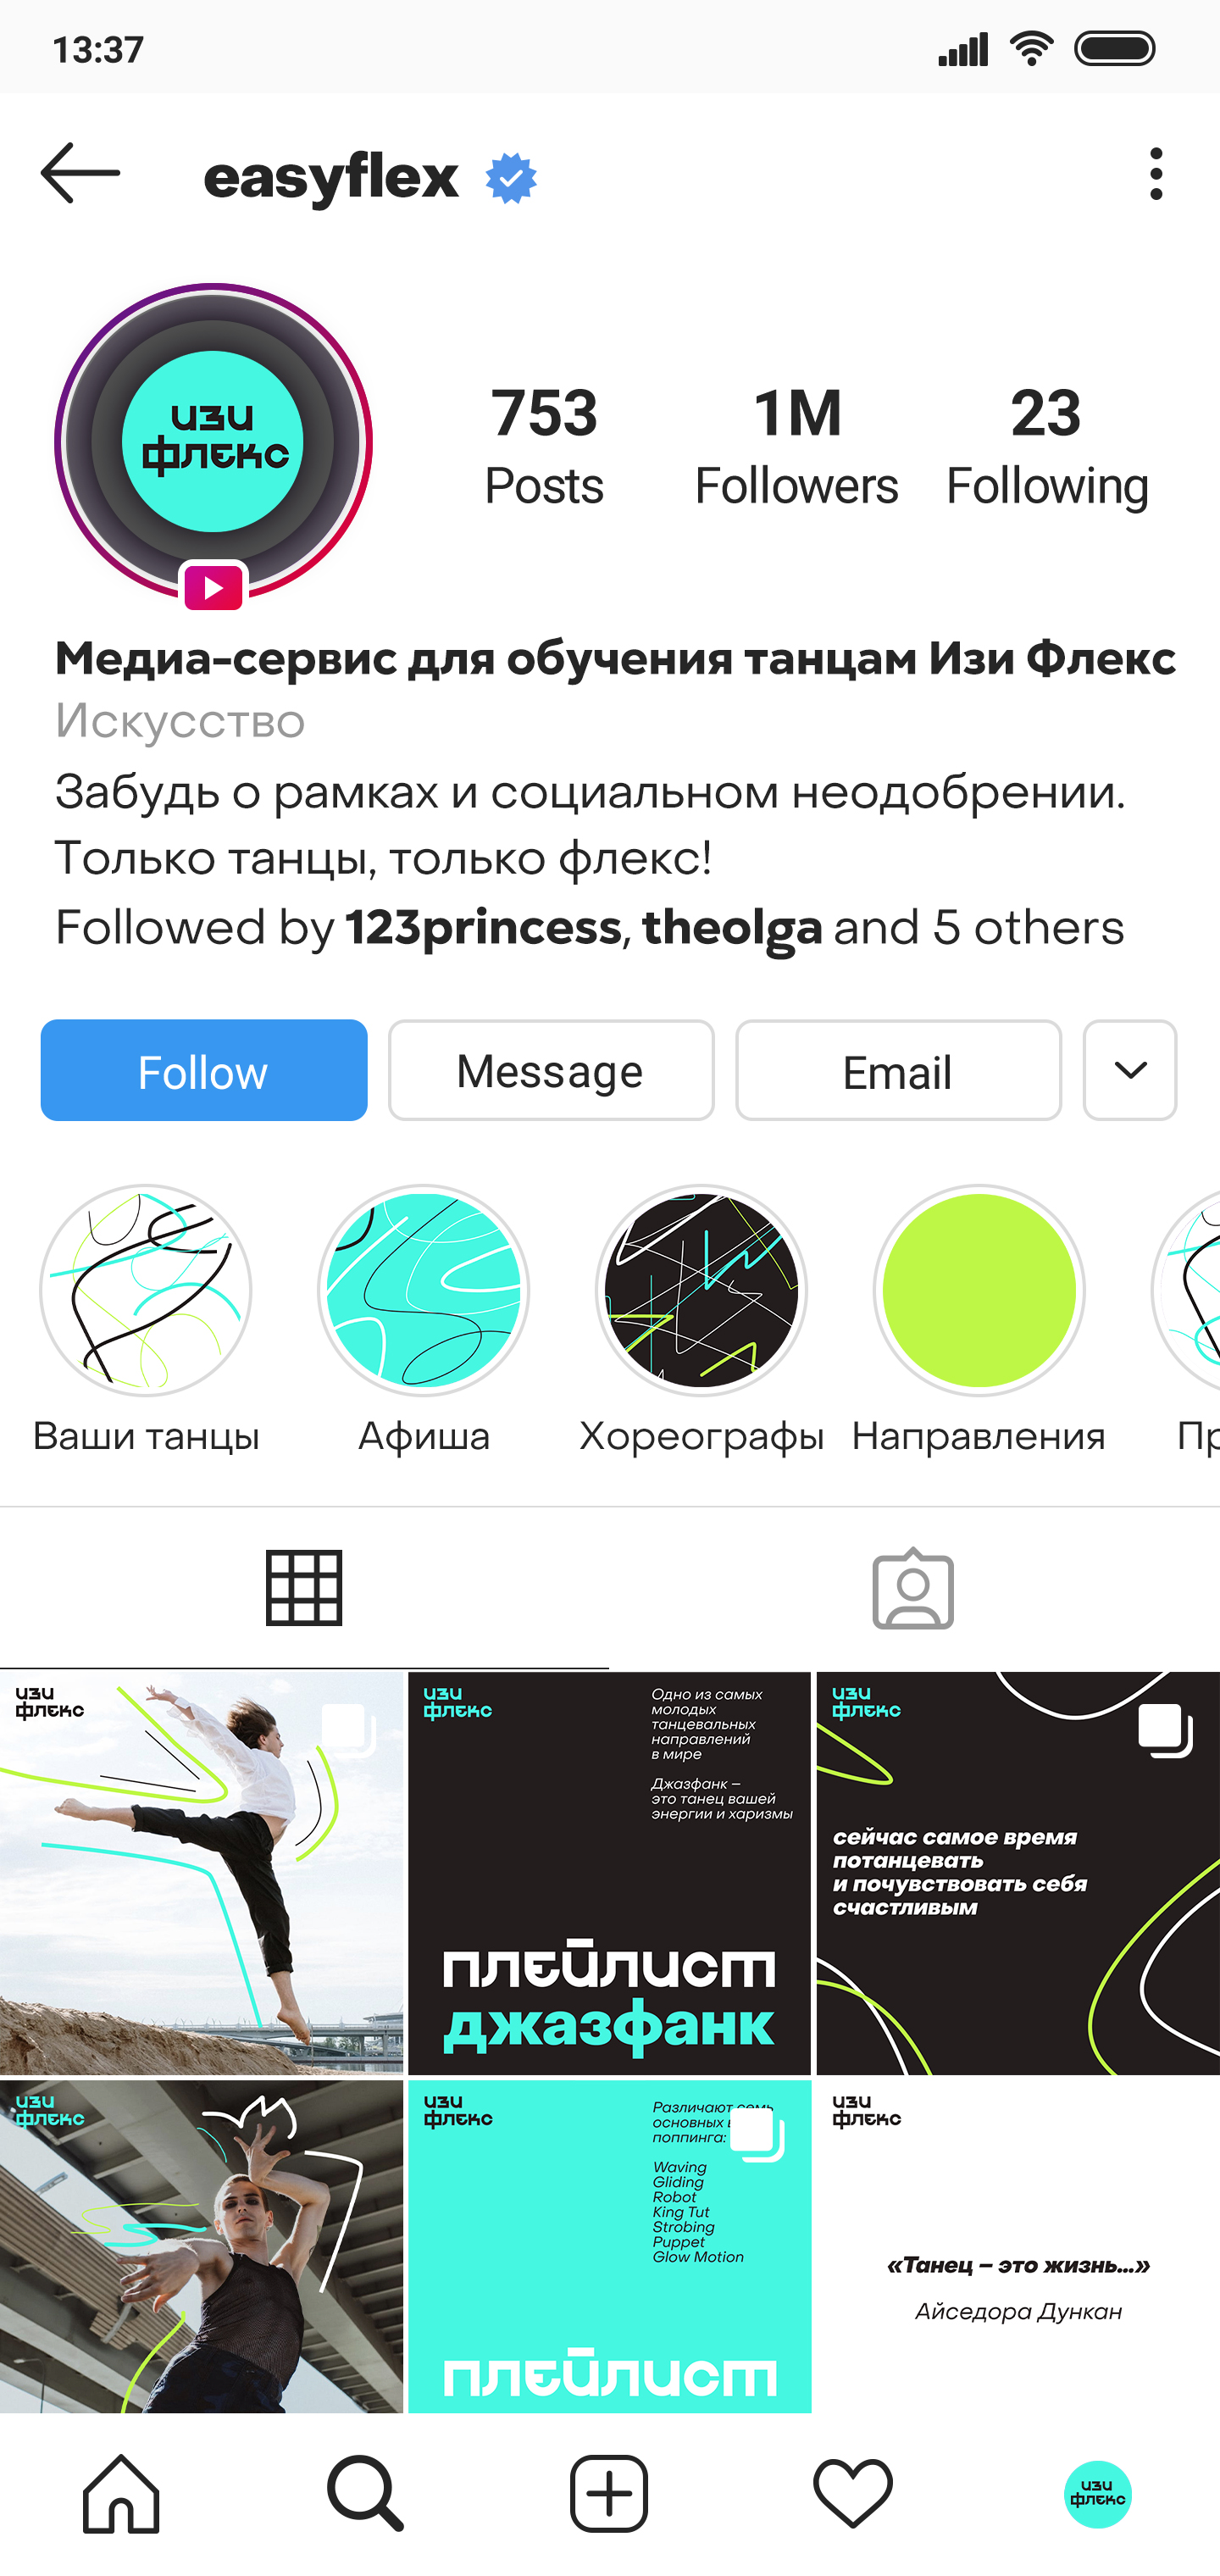 13:37
easyflex
изи
флекс
753
1M
23
Posts
Followers
Following
Медиа-сервис для обучения танцам Изи Флекс
Искусство
Забудь о рамках и социальном неодобрении.
Только танцы, только флекс!
Followed by 123princess, theolga and 5 others
Follow
Message
Email
Ваши танцы
Афиша
Хореографы
Направления
Пр
изи
флекс
изи
флекс
Одно из самых
молодых
танцевальных
направлений
в мире
Джазфанк –
это танец вашей
энергии и харизмы
плейлист
джазфанк
изи
флекс
сейчас самое время
потанцевать
и почувствовать себя
счастливым
изи
флекс
изи
флекс
Различают семь
основных
поппинга:
Waving
Gliding
Robot
King Tut
Strobing
Puppet
Glow Motion
плейлист
изи
флекс
«Танец – это жизнь...»
Айседора Дункан
изи
флекс